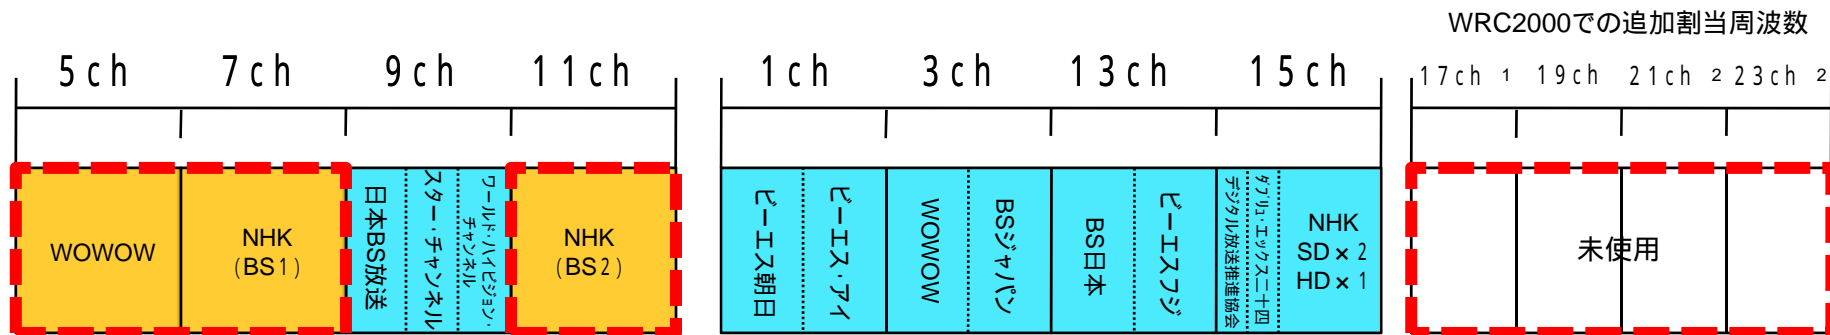 WRC2000での追加割当周波数
5ch 7ch 9ch 11ch 1ch 3ch 13ch 15ch 17ch 1 19ch 21ch 2 23ch 2
WOWOW
NHK
(BS1)
日本BS放送
スター・チャンネル
ワールド・ハイビジョン・
チャンネル
NHK
(BS2)
ビーエス朝日
ビーエス・アイ
WOWOW
BSジャパン
BS日本
ビーエスフジ
デジタル放送推進協会
ダブリュ・エックス二十四
NHK
SD×2
HD×1
未使用